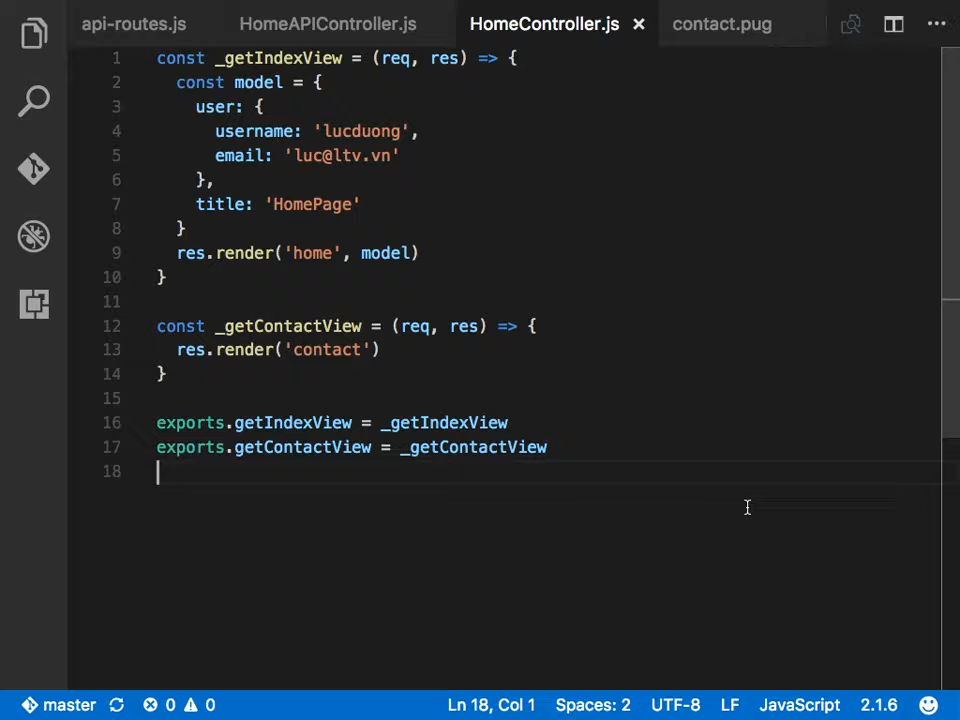 api-routes.js HomeAPIController.js HomeController.js contact.pug
1 const _getIndexView = (req, res) => {
2 const model = {
3 user: {
4 username: 'lucduong',
5 email: 'luc@ltv.vn'
6 },
7 title: 'HomePage'
8 }
9 res.render('home', model)
10 }
11
12 const _getContactView = (req, res) => {
13 res.render('contact')
14 }
15
16 exports.getIndexView = _getIndexView
17 exports.getContactView = _getContactView
18
master 0 0 Ln 18, Col 1 Spaces: 2 UTF-8 LF JavaScript 2.1.6